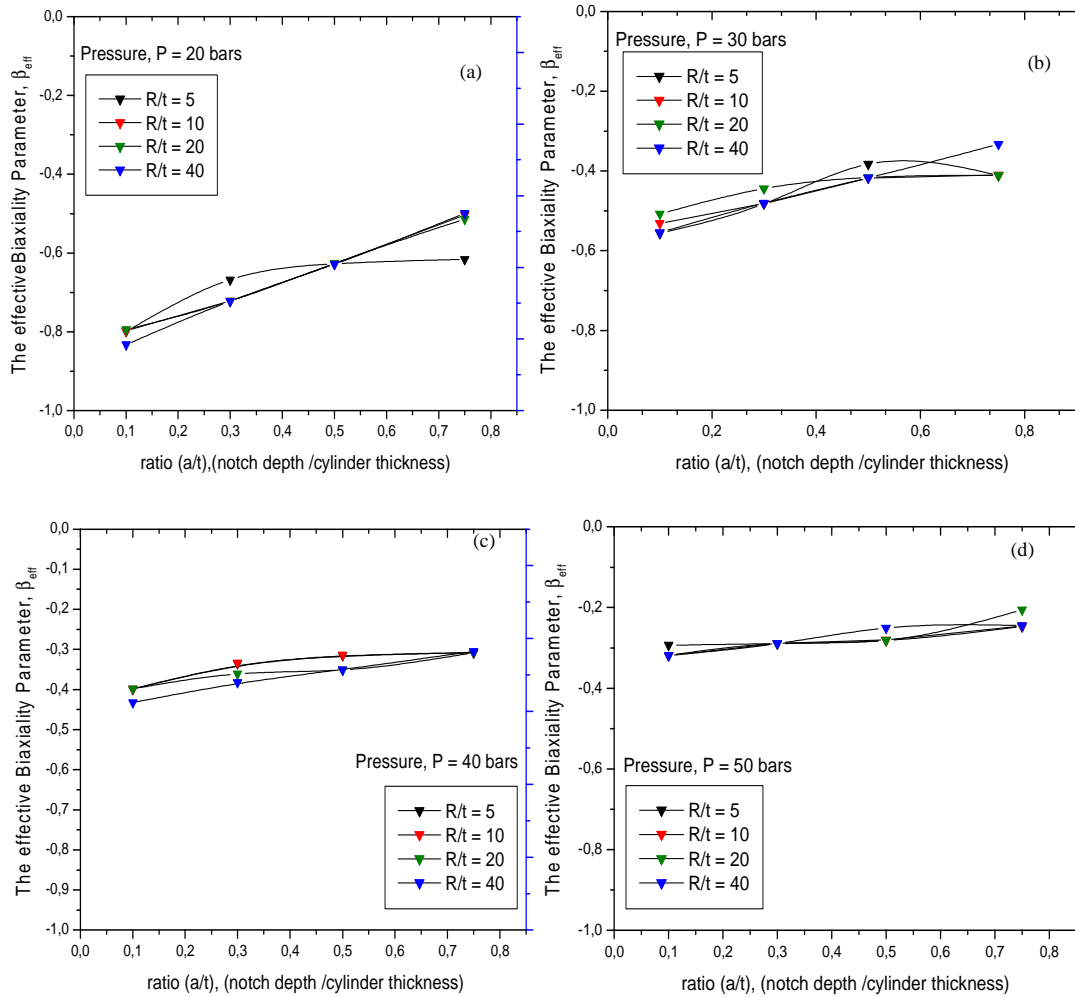 0,0
-0,2
-0,4
-0,6
-0,8
-1,0
The effectiveBiaxiality Parameter, βeff
Pressure, P = 20 bars
(a)
R/t = 5
R/t = 10
R/t = 20
R/t = 40
0,0 0,1 0,2 0,3 0,4 0,5 0,6 0,7 0,8
ratio (a/t),(notch depth /cylinder thickness)
0,0
-0,2
-0,4
-0,6
-0,8
-1,0
The effective Biaxiality Parameter, βeff
Pressure, P = 30 bars
(b)
R/t = 5
R/t = 10
R/t = 20
R/t = 40
0,0 0,2 0,4 0,6 0,8
ratio (a/t), (notch depth /cylinder thickness)
0,0
-0,1
-0,2
-0,3
-0,4
-0,5
-0,6
-0,7
-0,8
-0,9
-1,0
The effective Biaxiality Parameter, βeff
(c)
Pressure, P = 40 bars
R/t = 5
R/t = 10
R/t = 20
R/t = 40
0,0 0,1 0,2 0,3 0,4 0,5 0,6 0,7 0,8
ratio (a/t), (notch depth /cylinder thickness)
0,0
-0,2
-0,4
-0,6
-0,8
-1,0
The effective Biaxiality Parameter, βeff
(d)
Pressure, P = 50 bars
R/t = 5
R/t = 10
R/t = 20
R/t = 40
0,0 0,1 0,2 0,3 0,4 0,5 0,6 0,7 0,8
ratio (a/t), (notch depth /cylinder thickness)